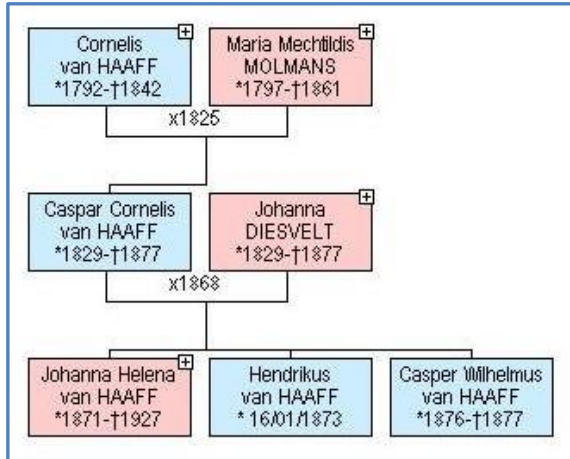 Cornelis
van HAAFF
*1792-†1842
Maria Mechtildis
MOLMANS
*1797-†1861
x1825
Caspar Cornelis
van HAAFF
*1829-†1877
Johanna
DIESVELT
*1829-†1877
x1868
Johanna Helena
van HAAFF
*1871-†1927
Hendrikus
van HAAFF
* 16/01/1873
Casper Wilhelmus
van HAAFF
*1876-†1877